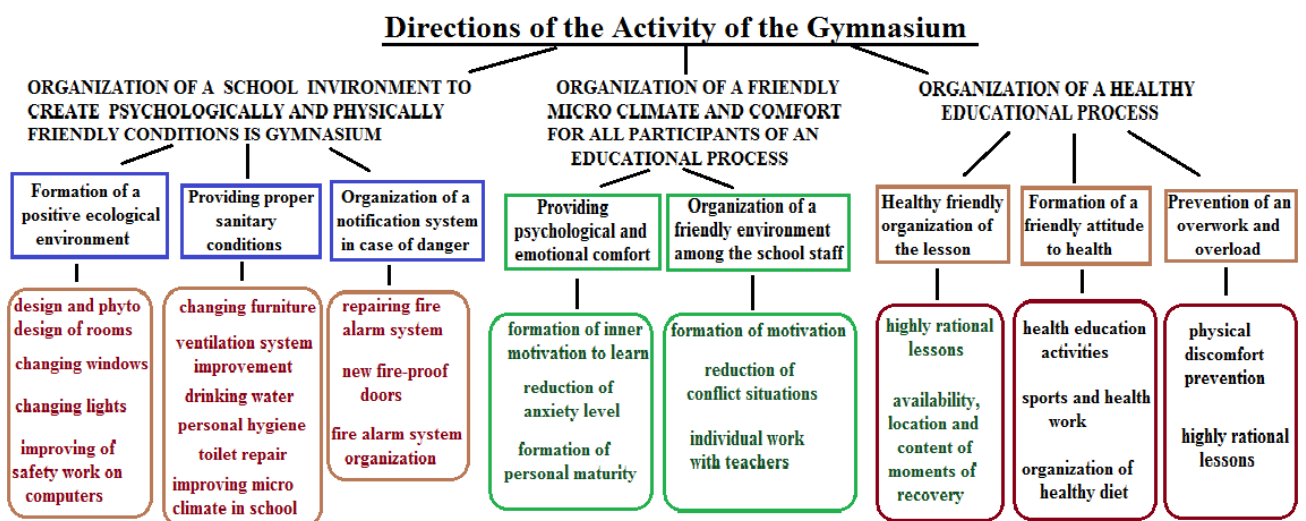 Directions of the Activity of the Gymnasium
ORGANIZATION OF A SCHOOL INVIRONMENT TO
CREATE PSYCHOLOGICALLY AND PHYSICALLY
FRIENDLY CONDITIONS IS GYMNASIUM
ORGANIZATION OF A FRIENDLY
MICRO CLIMATE AND COMFORT
FOR ALL PARTICIPANTS OF AN
EDUCATIONAL PROCESS
ORGANIZATION OF A HEALTHY
EDUCATIONAL PROCESS
Formation of a
positive ecological
environment
Providing proper
sanitary
conditions
Organization of a
notification system
in case of danger
Providing
psychological and
emotional comfort
Organization of a
friendly environment
among the school staff
Healthy friendly
organization of
the lesson
Formation of a
friendly attitude
to health
Prevention of an
overwork and
overload
design and phyto
design of rooms
changing windows
changing lights
improving of
safety work on
computers
changing furniture
ventilation system
improvement
drinking water
personal hygiene
toilet repair
improving micro
climate in school
repairing fire
alarm system
new fire-proof
doors
fire alarm system
organization
formation of inner
motivation to learn
reduction of
anxiety level
formation of
personal maturity
formation of motivation
reduction of
conflict situations
individual work
with teachers
highly rational
lessons
availability,
location and
content of
moments of
recovery
health education
activities
sports and health
work
organization of
healthy diet
physical
discomfort
prevention
highly rational
lessons